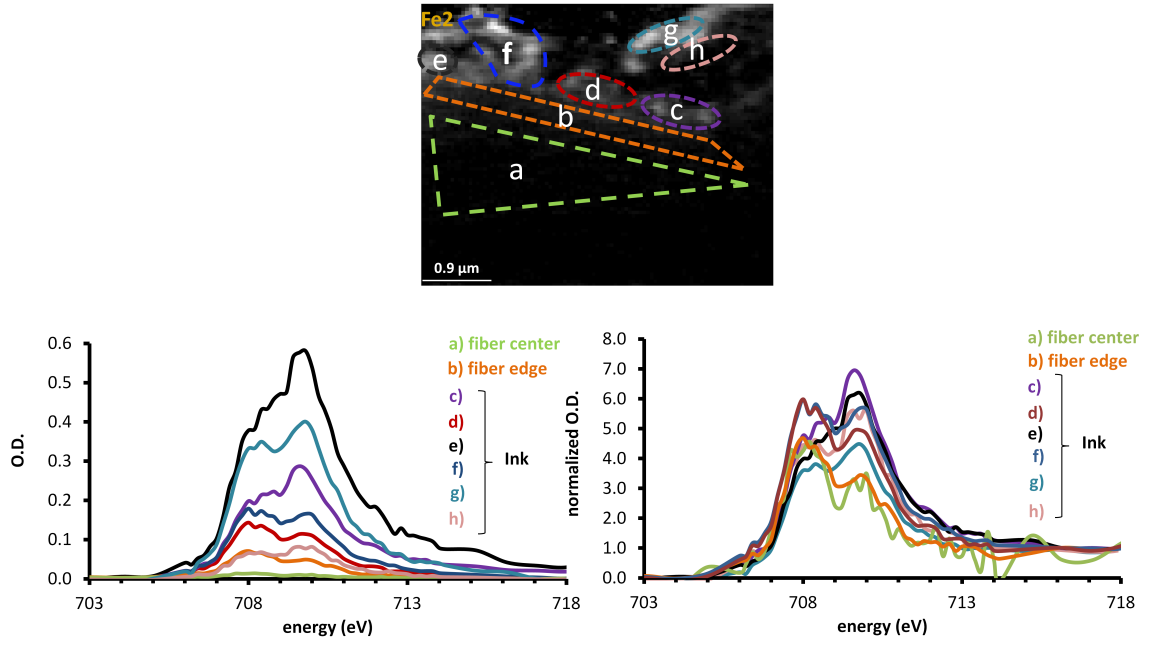 Fe2
g
f
h
e
d
c
b
a
0.9 µm
0.6
0.5
0.4
0.3
0.2
0.1
0.0
703
708
713
718
O.D.
energy (eV)
a) fiber center
b) fiber edge
c)
d)
e)
f)
g)
h)
Ink
8.0
7.0
6.0
5.0
4.0
3.0
2.0
1.0
0.0
703
708
713
718
normalized O.D.
energy (eV)
a) fiber center
b) fiber edge
c)
d)
e)
f)
g)
h)
Ink